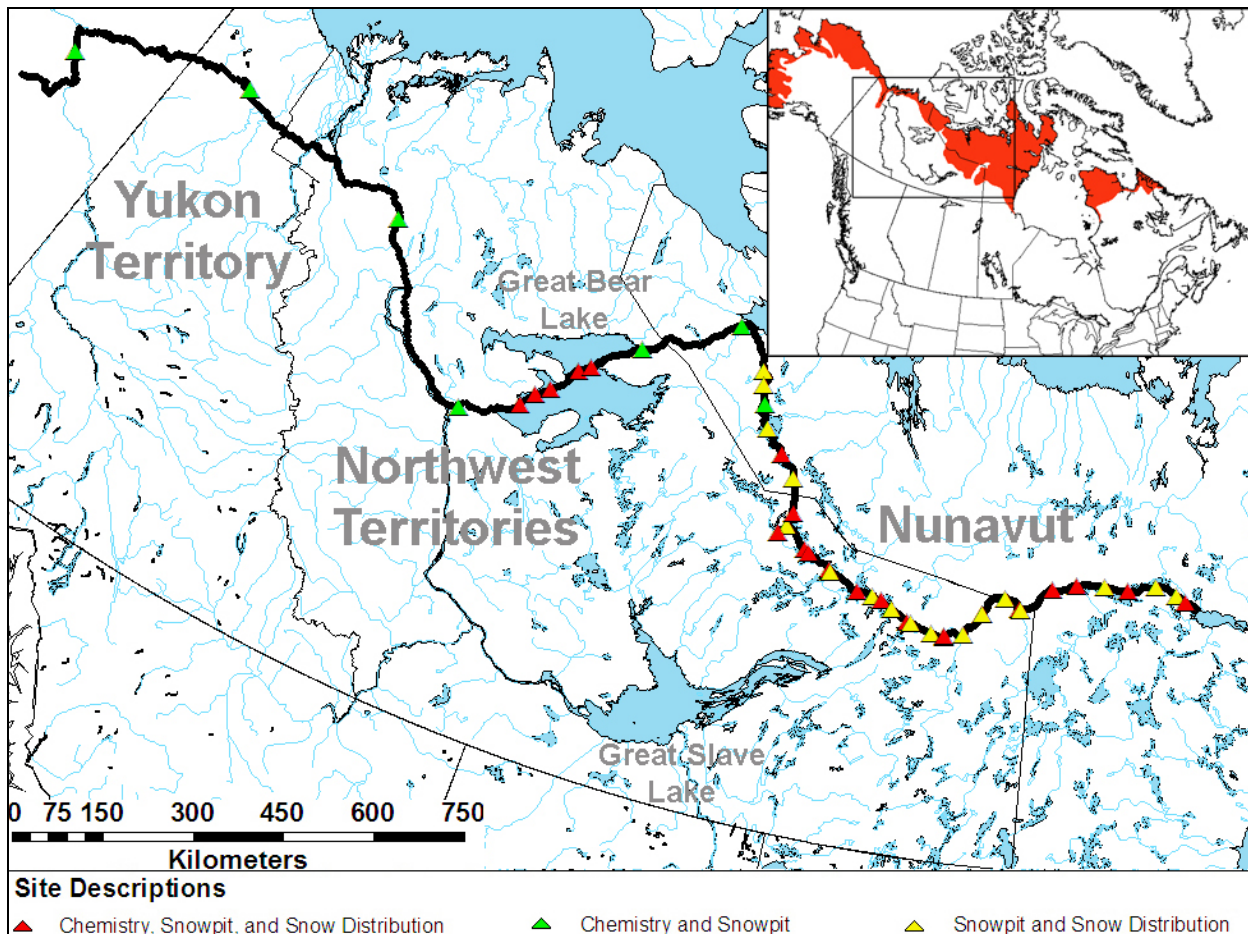 Yukon
Territory
Great Bear
Lake
Northwest
Territories
Nunavut
Great Slave
Lake
0 75 150 300 450 600 750
Kilometers
Site Descriptions
Chemistry, Snowpit, and Snow Distribution
Chemistry and Snowpit
Snowpit and Snow Distribution